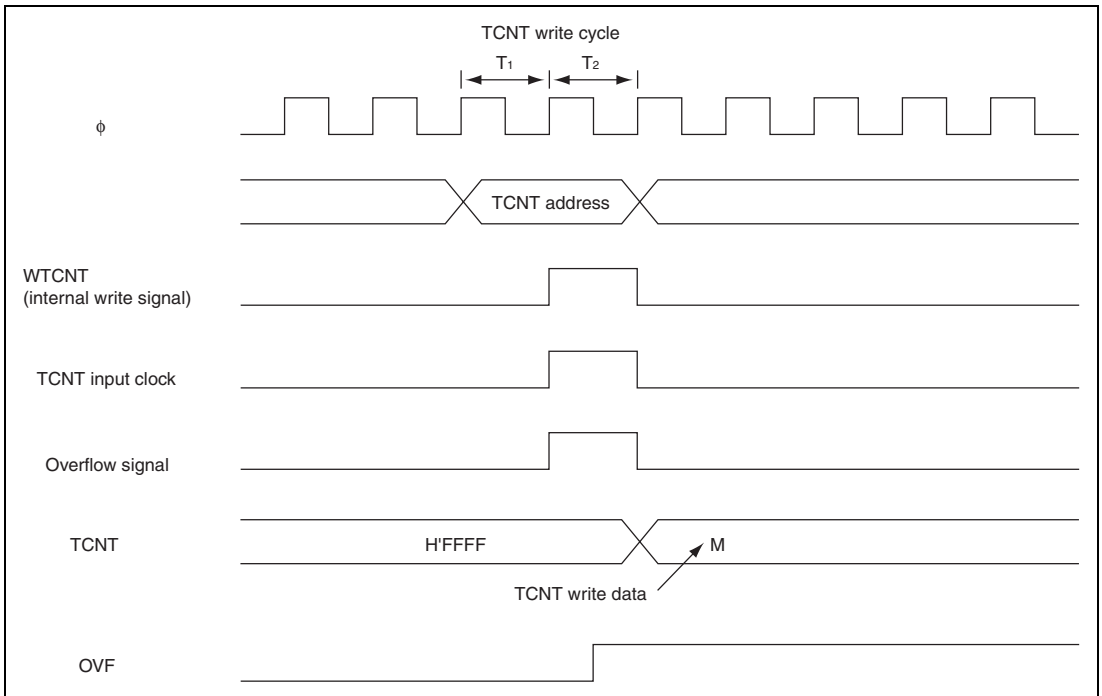 TCNT write cycle
T1 T2
ϕ
TCNT address
WTCNT
(internal write signal)
TCNT input clock
Overflow signal
TCNT H'FFFF M
TCNT write data
OVF